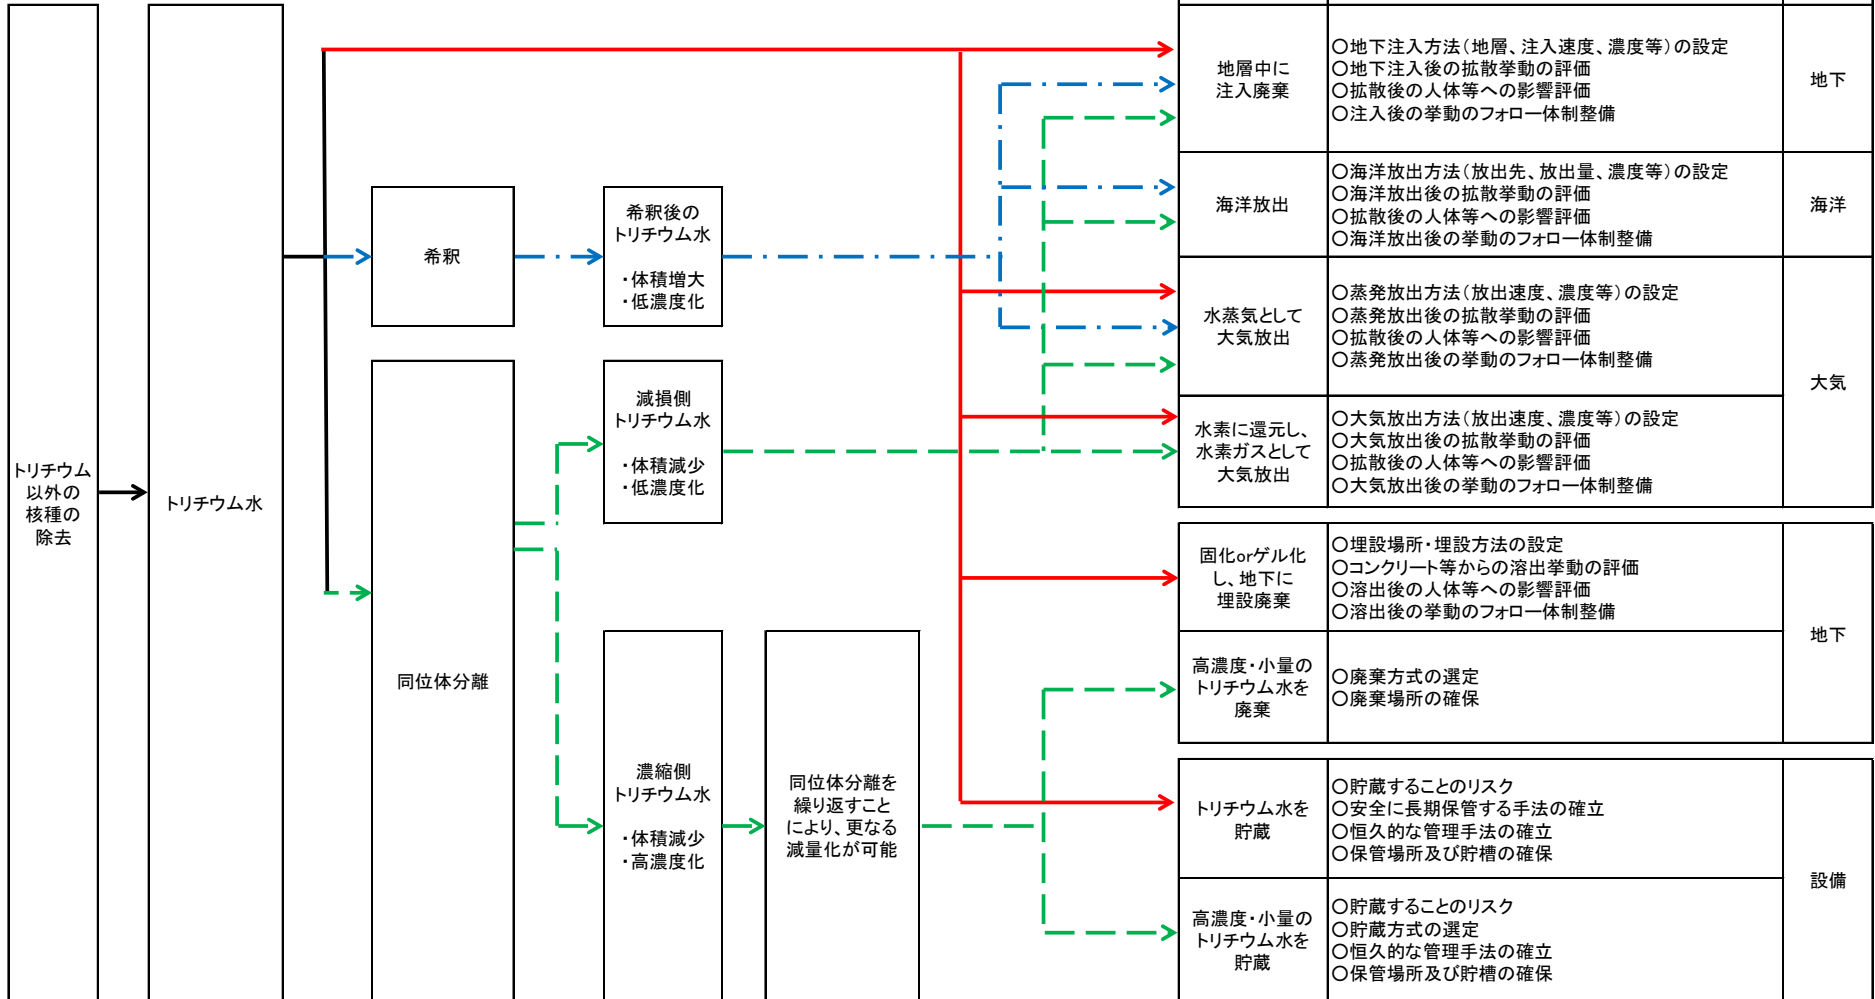 トリチウム
以外の
核種の
除去
トリチウム水
希釈
希釈後の
トリチウム水
・体積増大
・低濃度化
同位体分離
減損側
トリチウム水
・体積減少
・低濃度化
濃縮側
トリチウム水
・体積減少
・高濃度化
同位体分離を
繰り返すこと
により、更なる
減量化が可能
地層中に
注入廃棄
○地下注入方法（地層、注入速度、濃度等）の設定
○地下注入後の拡散挙動の評価
○拡散後の人体等への影響評価
○注入後の挙動のフォロー体制整備
地下
海洋放出
○海洋放出方法（放出先、放出量、濃度等）の設定
○海洋放出後の拡散挙動の評価
○拡散後の人体等への影響評価
○海洋放出後の挙動のフォロー体制整備
海洋
水蒸気として
大気放出
○蒸発放出方法（放出速度、濃度等）の設定
○蒸発放出後の拡散挙動の評価
○拡散後の人体等への影響評価
○蒸発放出後の挙動のフォロー体制整備
大気
水素に還元し、
水素ガスとして
大気放出
○大気放出方法（放出速度、濃度等）の設定
○大気放出後の拡散挙動の評価
○拡散後の人体等への影響評価
○大気放出後の挙動のフォロー体制整備
固化orゲル化
し、地下に
埋設廃棄
○埋設場所・埋設方法の設定
○コンクリート等からの溶出挙動の評価
○溶出後の人体等への影響評価
○溶出後の挙動のフォロー体制整備
地下
高濃度・小量の
トリチウム水を
廃棄
○廃棄方式の選定
○廃棄場所の確保
トリチウム水を
貯蔵
○貯蔵することのリスク
○安全に長期保管する手法の確立
○恒久的な管理手法の確立
○保管場所及び貯槽の確保
設備
高濃度・小量の
トリチウム水を
貯蔵
○貯蔵することのリスク
○貯蔵方式の選定
○恒久的な管理手法の確立
○保管場所及び貯槽の確保